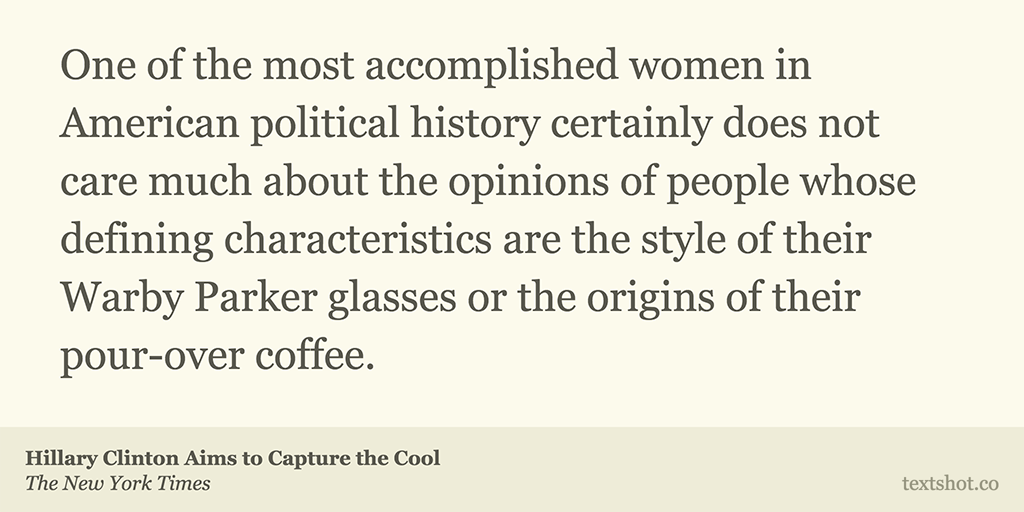 One of the most accomplished women in
American political history certainly does not
care much about the opinions of people whose
defining characteristics are the style of their
Warby Parker glasses or the origins of their
pour-over coffee.
Hillary Clinton Aims to Capture the Cool
The New York Times
textshot.co